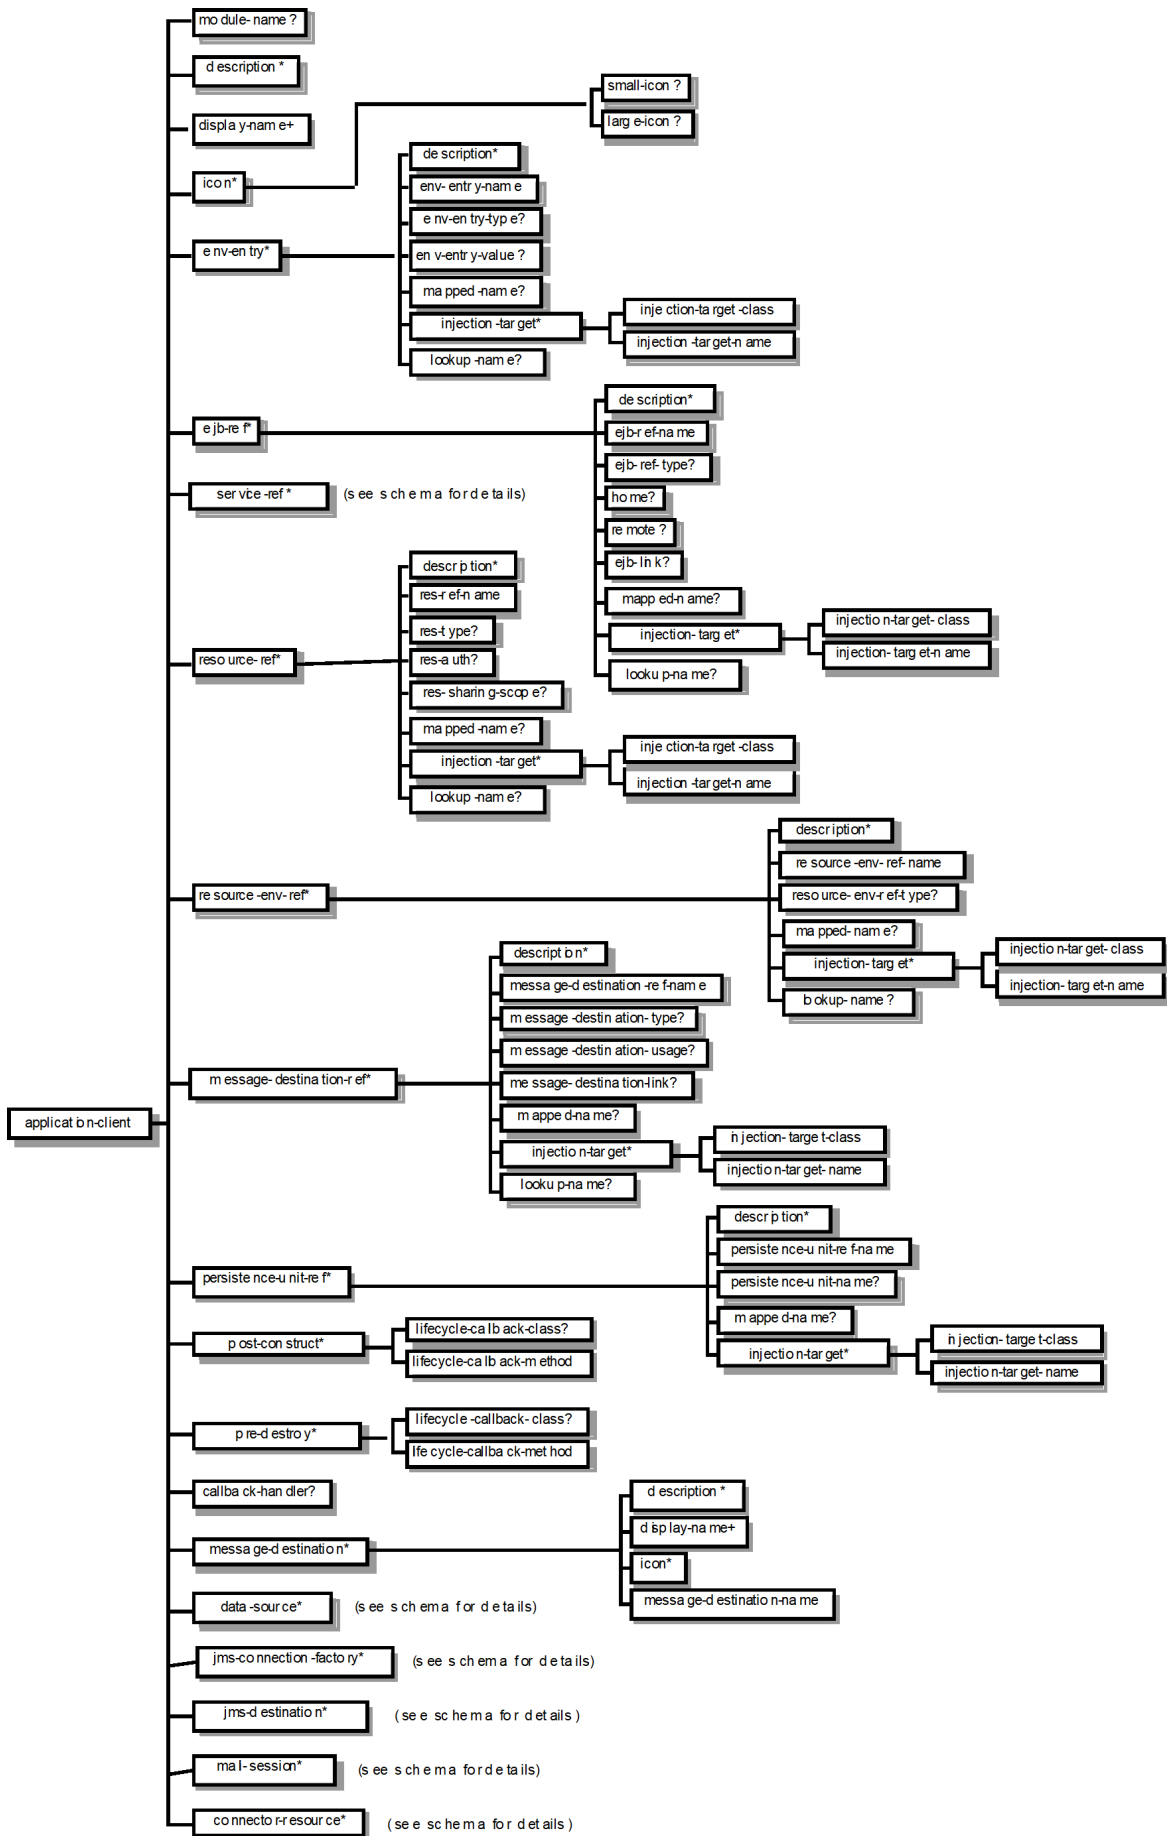 module-name?
description*
display-name+
icon*
small-icon?
large-icon?
env-entry*
description*
env-entry-name
env-entry-type?
env-entry-value?
mapped-name?
injection-target*
injection-target-class
injection-target-name
lookup-name?
ejb-ref*
description*
ejb-ref-name
ejb-ref-type?
home?
remote?
ejb-link?
mapped-name?
injection-target*
injection-target-class
injection-target-name
lookup-name?
service-ref*
(see schema for details)
resource-ref*
description*
res-ref-name
res-type?
res-auth?
res-sharing-scope?
mapped-name?
injection-target*
injection-target-class
injection-target-name
lookup-name?
resource-env-ref*
description*
resource-env-ref-name
resource-env-ref-type?
mapped-name?
injection-target*
injection-target-class
injection-target-name
lookup-name?
message-destination-ref*
description*
message-destination-ref-name
message-destination-type?
message-destination-usage?
message-destination-link?
mapped-name?
injection-target*
injection-target-class
injection-target-name
lookup-name?
application-client
persistence-unit-ref*
description*
persistence-unit-ref-name
persistence-unit-name?
mapped-name?
injection-target*
injection-target-class
injection-target-name
post-construct*
lifecycle-callback-class?
lifecycle-callback-method
pre-destroy*
lifecycle-callback-class?
lifecycle-callback-method
callback-handler?
message-destination*
description*
display-name+
icon*
message-destination-name
data-source*
(see schema for details)
jms-connection-factory*
(see schema for details)
jms-destination*
(see schema for details)
mail-session*
(see schema for details)
connector-resource*
(see schema for details)